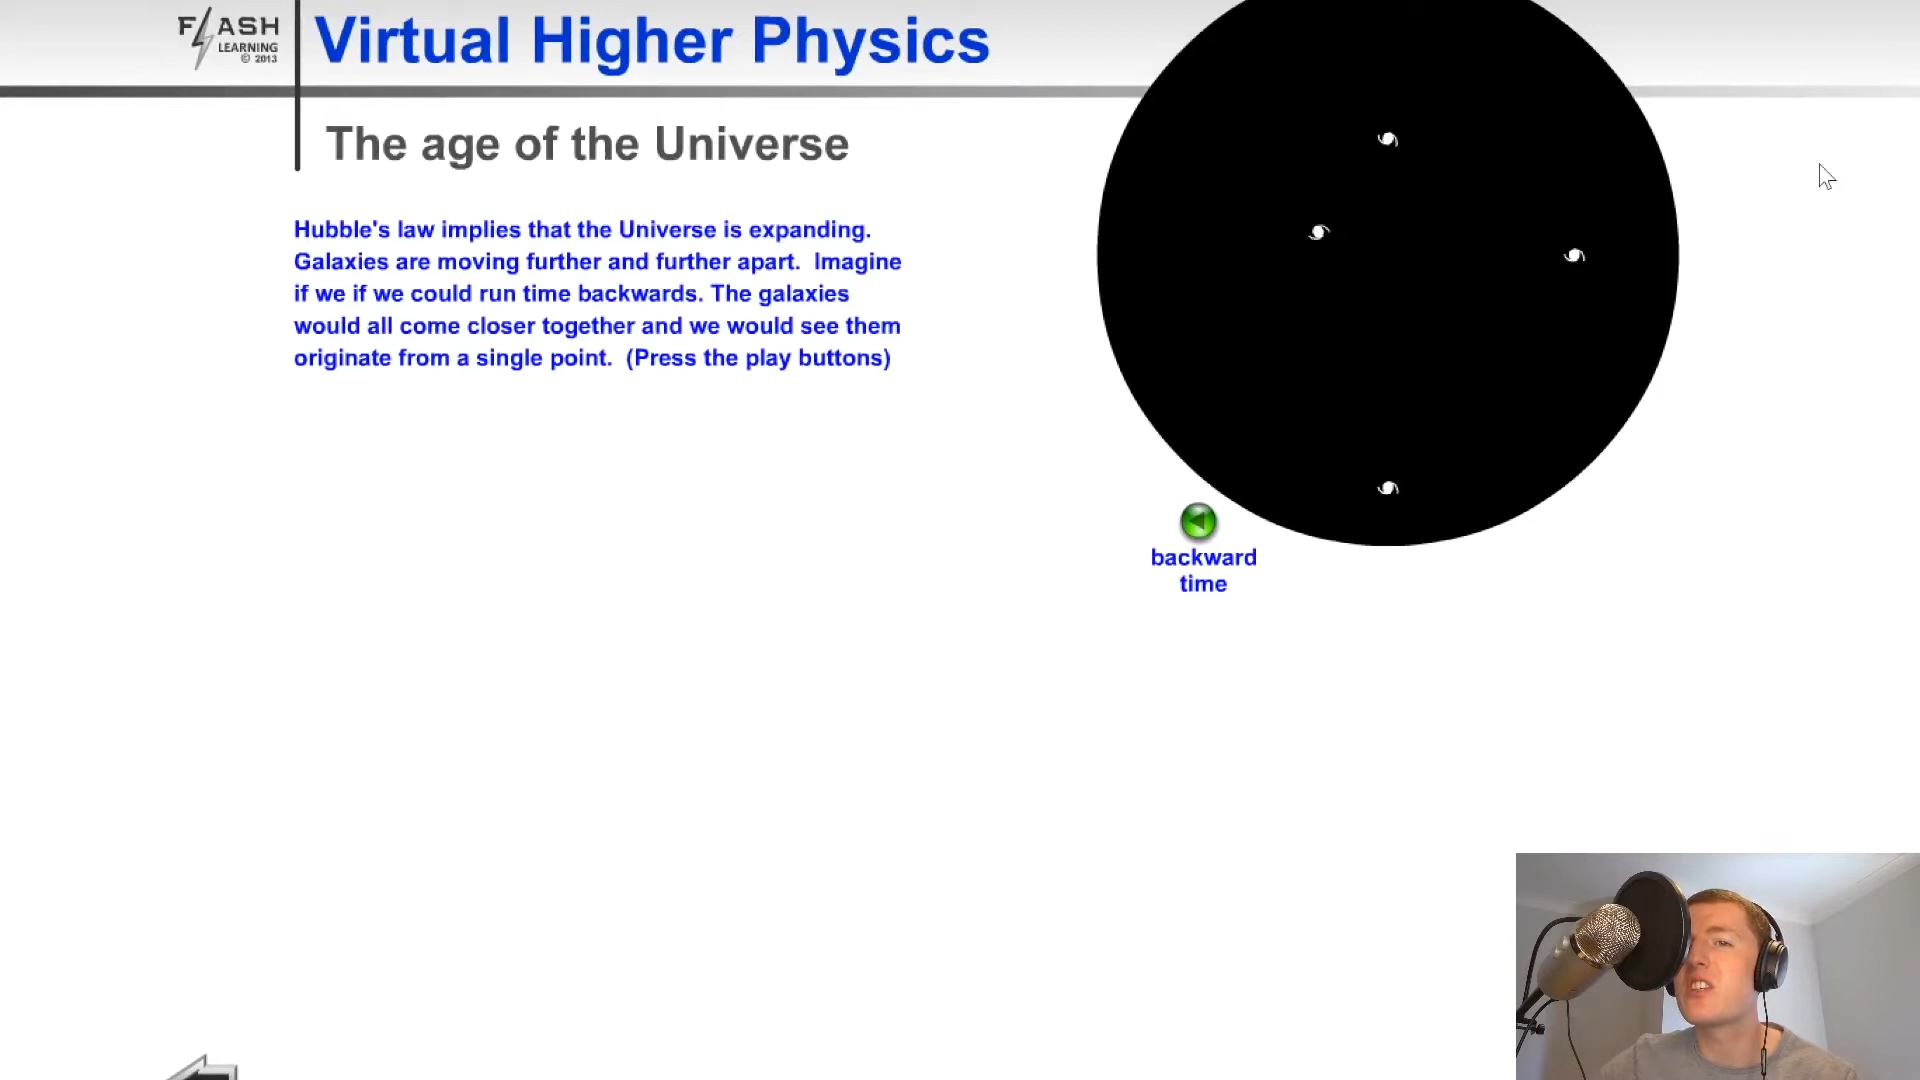 FLASH
LEARNING
© 2013
Virtual Higher Physics
The age of the Universe
Hubble's law implies that the Universe is expanding.
Galaxies are moving further and further apart. Imagine
if we if we could run time backwards. The galaxies
would all come closer together and we would see them
originate from a single point. (Press the play buttons)
backward
time